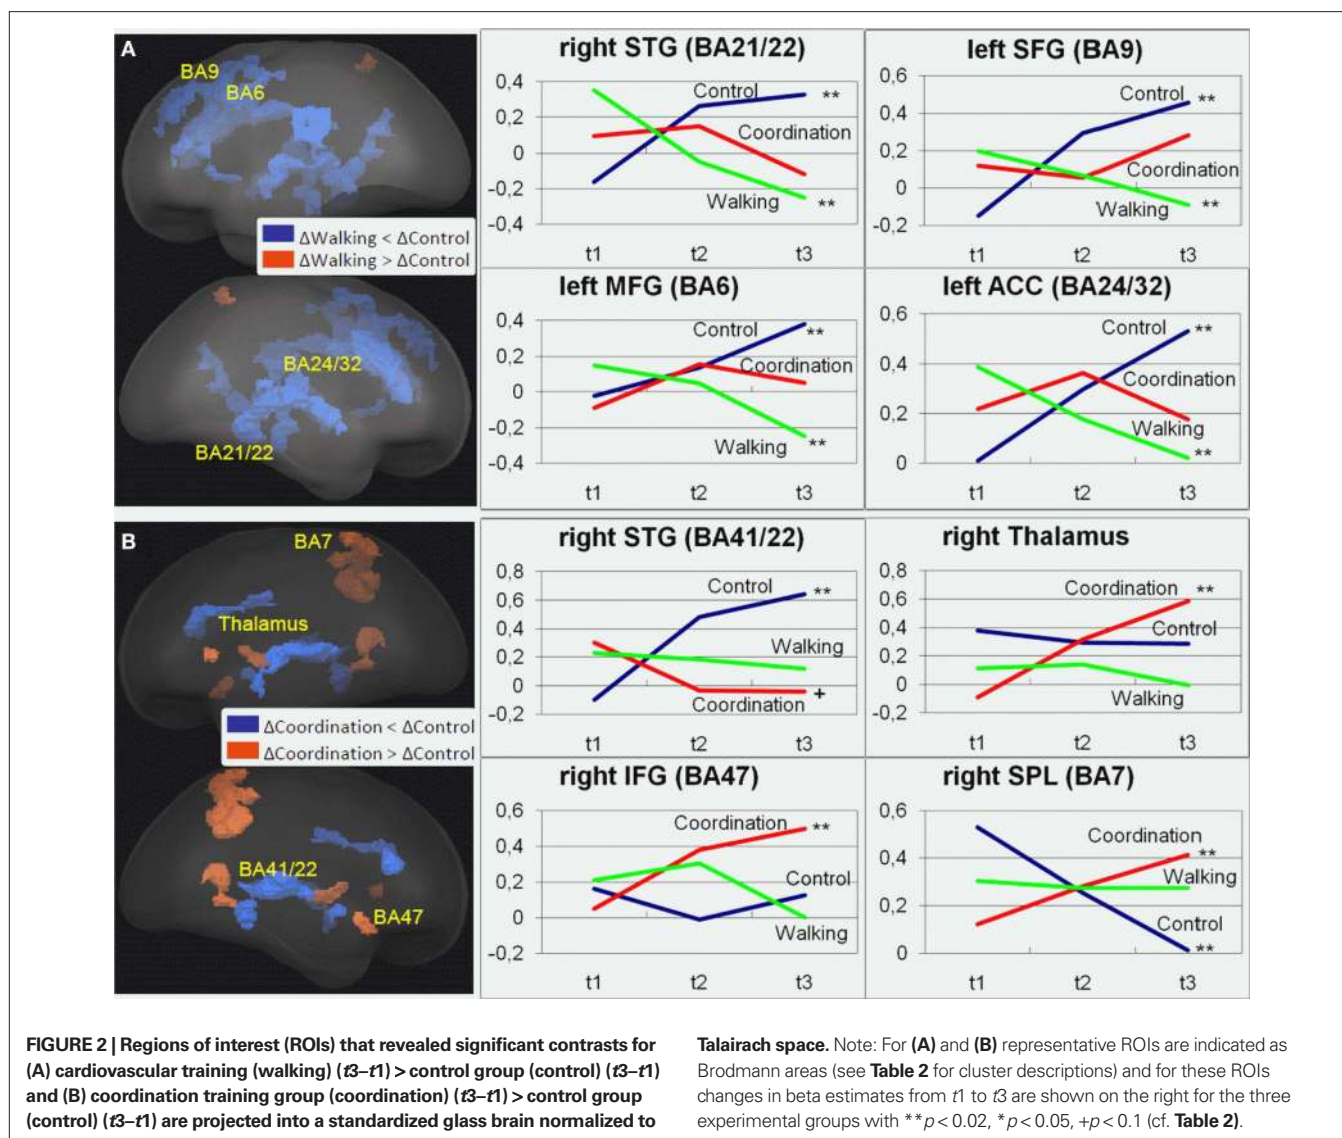 A
BA9
BA6
ΔWalking < ΔControl
ΔWalking > ΔControl
BA24/32
BA21/22
right STG (BA21/22)
0,4
0,2
0
-0,2
-0,4
Control
**
Coordination
Walking
**
t1 t2 t3
left SFG (BA9)
0,6
0,4
0,2
0
-0,2
Control
**
Coordination
Walking
**
t1 t2 t3
left MFG (BA6)
0,4
0,2
0
-0,2
-0,4
Control
**
Coordination
Walking
**
t1 t2 t3
left ACC (BA24/32)
0,6
0,4
0,2
0
Control
**
Coordination
Walking
**
t1 t2 t3
B
BA7
Thalamus
ΔCoordination < ΔControl
ΔCoordination > ΔControl
BA41/22
BA47
right STG (BA41/22)
0,8
0,6
0,4
0,2
0
-0,2
Control
**
Walking
Coordination
+
t1 t2 t3
right Thalamus
0,8
0,6
0,4
0,2
0
-0,2
Coordination
**
Control
Walking
t1 t2 t3
right IFG (BA47)
0,6
0,4
0,2
0
-0,2
Coordination
**
Control
Walking
t1 t2 t3
right SPL (BA7)
0,6
0,4
0,2
0
Coordination
**
Walking
Control
**
t1 t2 t3
FIGURE 2 | Regions of interest (ROIs) that revealed significant contrasts for
(A) cardiovascular training (walking) (t3–t1) > control group (control) (t3–t1)
and (B) coordination training group (coordination) (t3–t1) > control group
(control) (t3–t1) are projected into a standardized glass brain normalized to
Talairach space. Note: For (A) and (B) representative ROIs are indicated as
Brodmann areas (see Table 2 for cluster descriptions) and for these ROIs
changes in beta estimates from t1 to t3 are shown on the right for the three
experimental groups with **p < 0.02, *p < 0.05, +p < 0.1 (cf. Table 2).